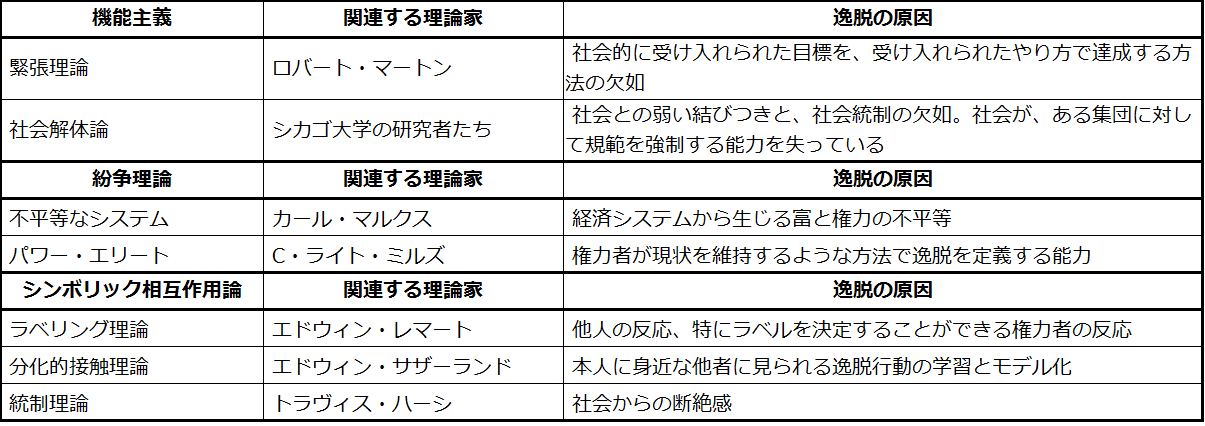 機能主義 関連する理論家 逸脱の原因
緊張理論 ロバート・マートン 社会的に受け入れられた目標を、受け入れられたやり方で達成する方
法の欠如
社会解体論 シカゴ大学の研究者たち 社会との弱い結びつきと、社会統制の欠如。社会が、ある集団に対し
て規範を強制する能力を失っている
紛争理論 関連する理論家 逸脱の原因
不平等なシステム カール・マルクス 経済システムから生じる富と権力の不平等
パワー・エリート C・ライト・ミルズ 権力者が現状を維持するような方法で逸脱を定義する能力
シンボリック相互作用論 関連する理論家 逸脱の原因
ラベリング理論 エドウィン・レマート 他人の反応、特にラベルを決定することができる権力者の反応
分化的接触理論 エドウィン・サザーランド 本人に身近な他者に見られる逸脱行動の学習とモデル化
統制理論 トラヴィス・ハーシ 社会からの断絶感